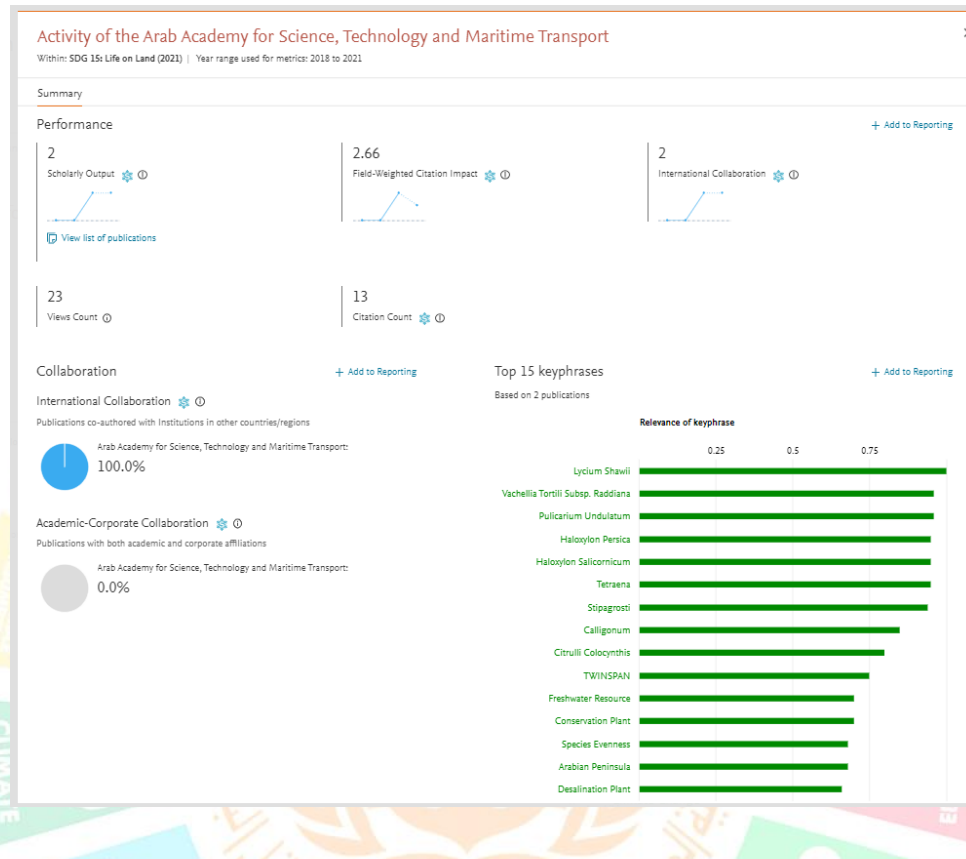 Activity of the Arab Academy for Science, Technology and Maritime Transport
Within: SDG 15: Life on Land (2021) | Year range used for metrics: 2018 to 2021
Summary
Performance
+ Add to Reporting
2
Scholarly Output
View list of publications
2.66
Field-Weighted Citation Impact
2
International Collaboration
23
Views Count
13
Citation Count
Collaboration
+ Add to Reporting
International Collaboration
Publications co-authored with Institutions in other countries/regions
Arab Academy for Science, Technology and Maritime Transport:
100.0%
Academic-Corporate Collaboration
Publications with both academic and corporate affiliations
Arab Academy for Science, Technology and Maritime Transport:
0.0%
Top 15 keyphrases
+ Add to Reporting
Based on 2 publications
Relevance of keyphrase
0.25 0.5 0.75
Lycium Shawii
Vachellia Tortili Subsp. Raddiana
Pulicarium Undulatum
Haloxylon Persica
Haloxylon Salicornicum
Tetraena
Stipagrosti
Calligonum
Citrulli Colocynthis
TWINSPAN
Freshwater Resource
Conservation Plant
Species Evenness
Arabian Peninsula
Desalination Plant